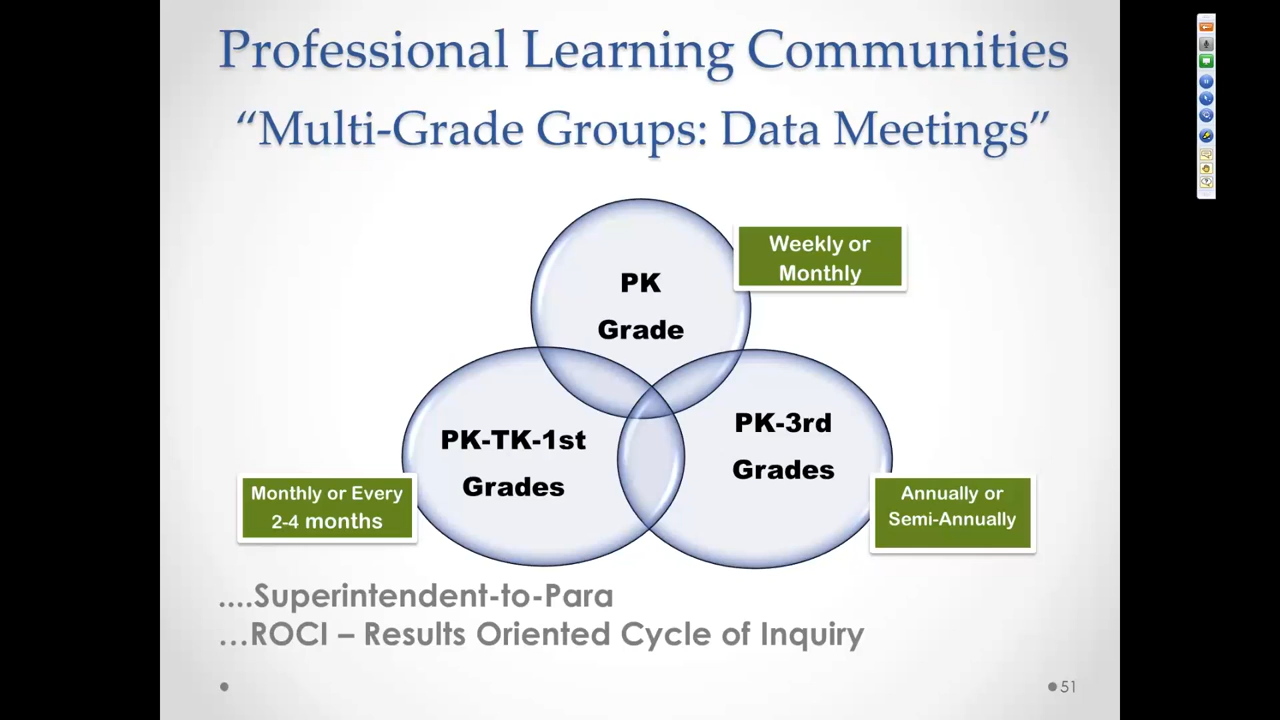 Professional Learning Communities
“Multi-Grade Groups: Data Meetings”
PK
Grade
Weekly or
Monthly
PK-TK-1st
Grades
PK-3rd
Grades
Monthly or Every
2-4 months
Annually or
Semi-Annually
....Superintendent-to-Para
...ROCI – Results Oriented Cycle of Inquiry
51